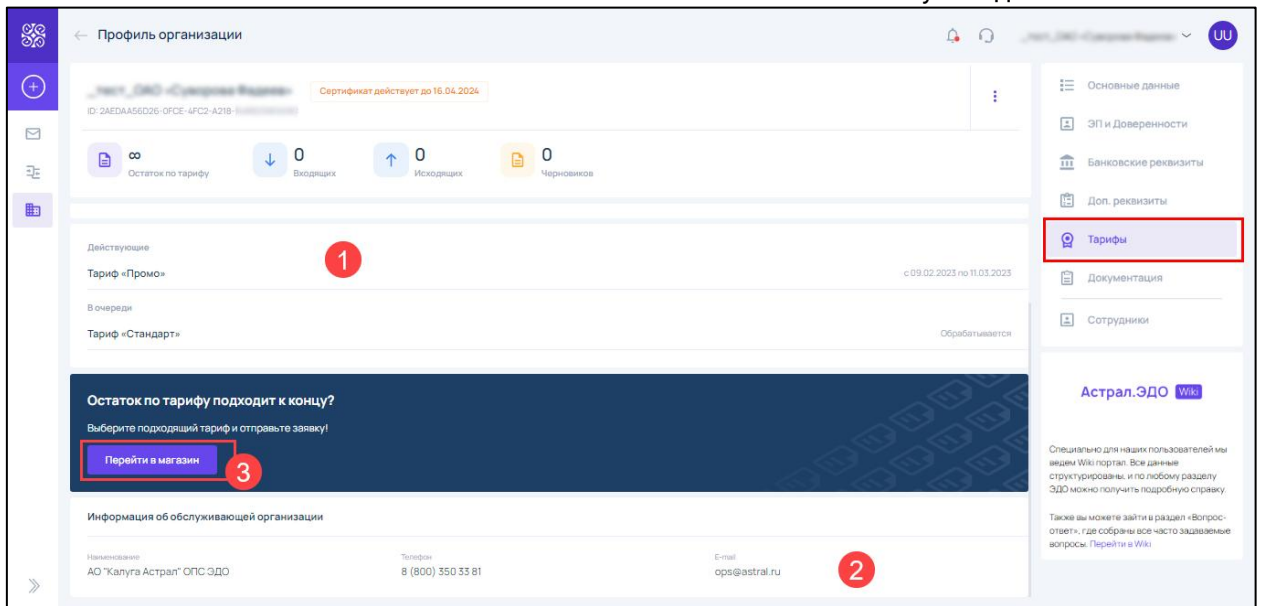 ← Профиль организации
UU
Сертификат действует до 16.04.2024
ID: 2AEDAA56D26-0FCE-4FC2-A218-
∞
Остаток по тарифу
0
Входящих
0
Исходящих
0
Черновиков
Действующие
1
Тариф «Промо»
с 09.02.2023 по 11.03.2023
В очереди
Тариф «Стандарт»
Обрабатывается
Остаток по тарифу подходит к концу?
Выберите подходящий тариф и отправьте заявку!
Перейти в магазин
3
Информация об обслуживающей организации
Наименование
АО "Калуга Астрал" ОПС ЭДО
Телефон
8 (800) 350 33 81
E-mail
ops@astral.ru
2
Основные данные
ЭП и Доверенности
Банковские реквизиты
Доп. реквизиты
Тарифы
Документация
Сотрудники
Астрал.ЭДО Wiki
Специально для наших пользователей мы
ведем Wiki портал. Все данные
структурированы, и по любому разделу
ЭДО можно получить подробную справку.
Также вы можете зайти в раздел «Вопрос-
ответ», где собраны все часто задаваемые
вопросы. Перейти в Wiki